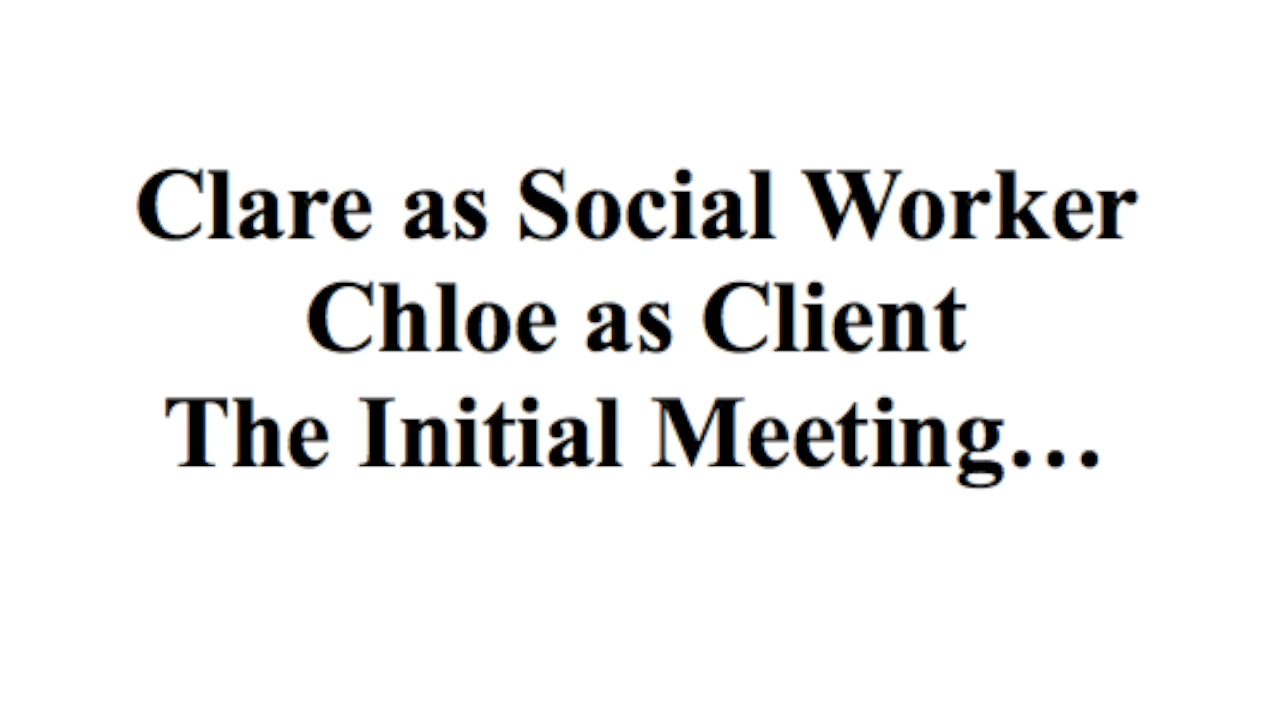 Clare as Social Worker
Chloe as Client
The Initial Meeting…